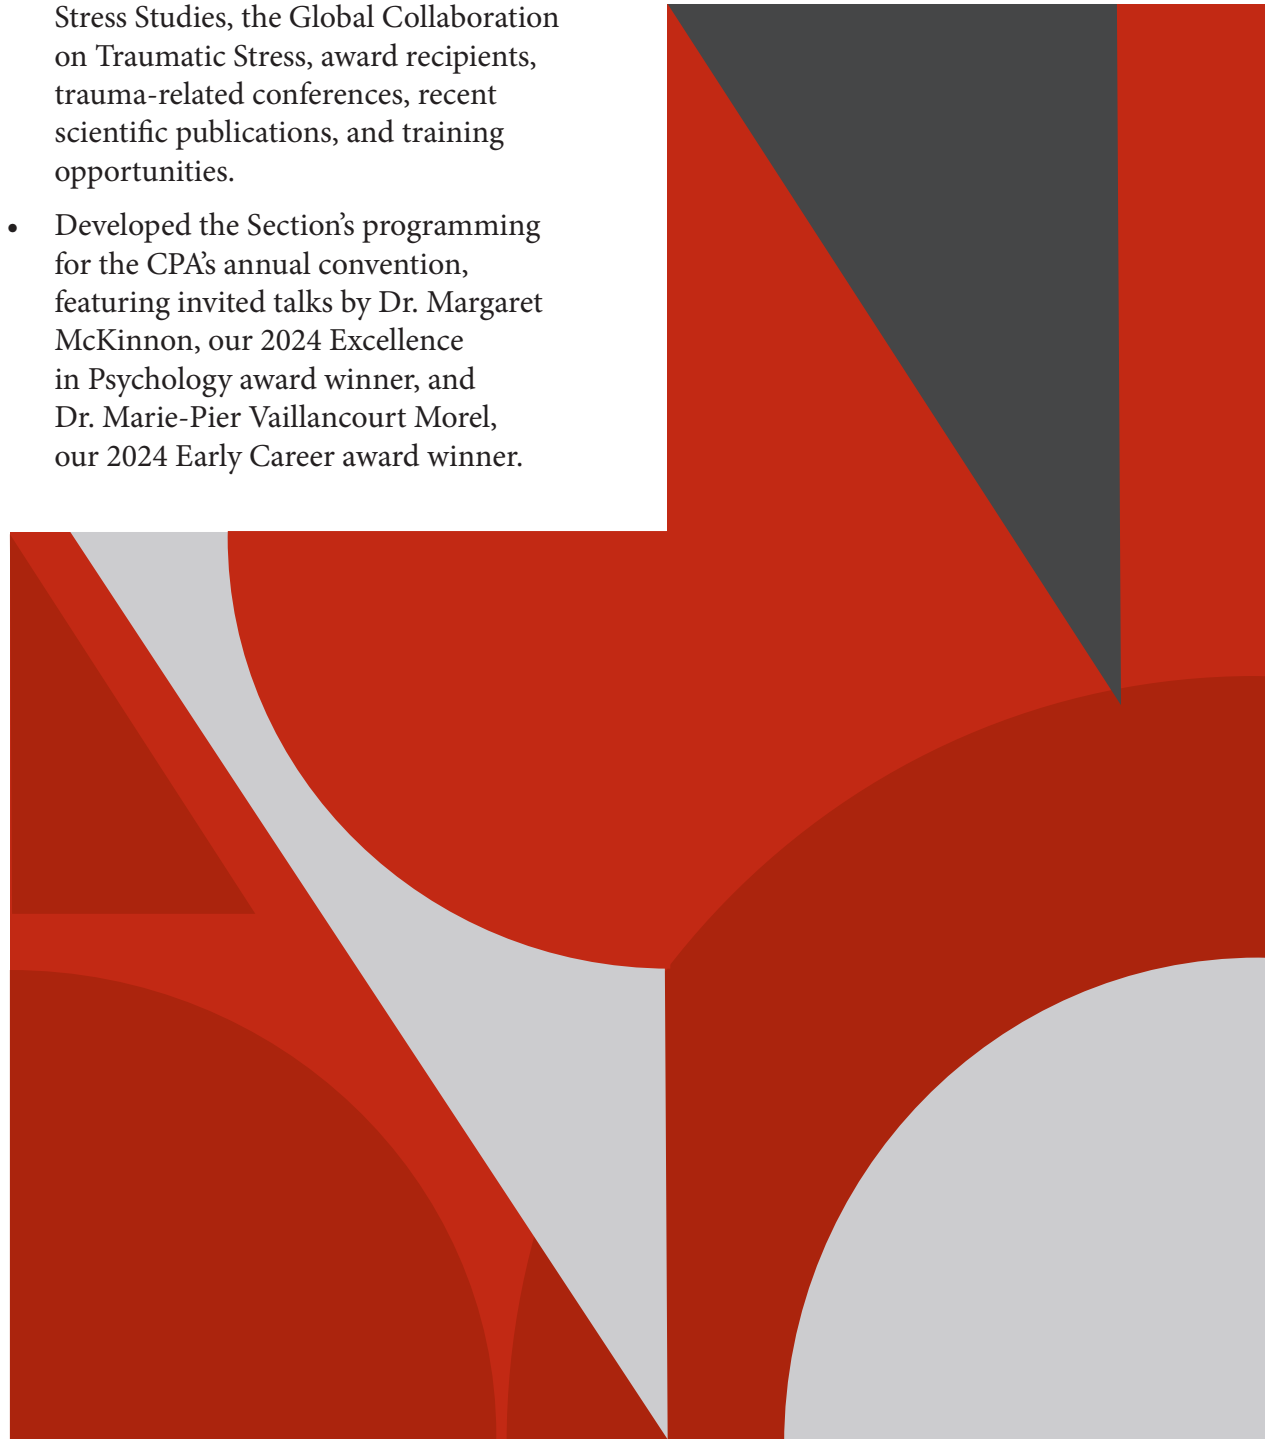 Stress Studies, the Global Collaboration
on Traumatic Stress, award recipients,
trauma-related conferences, recent
scientific publications, and training
opportunities.
• Developed the Section’s programming
for the CPA’s annual convention,
featuring invited talks by Dr. Margaret
McKinnon, our 2024 Excellence
in Psychology award winner, and
Dr. Marie-Pier Vaillancourt Morel,
our 2024 Early Career award winner.